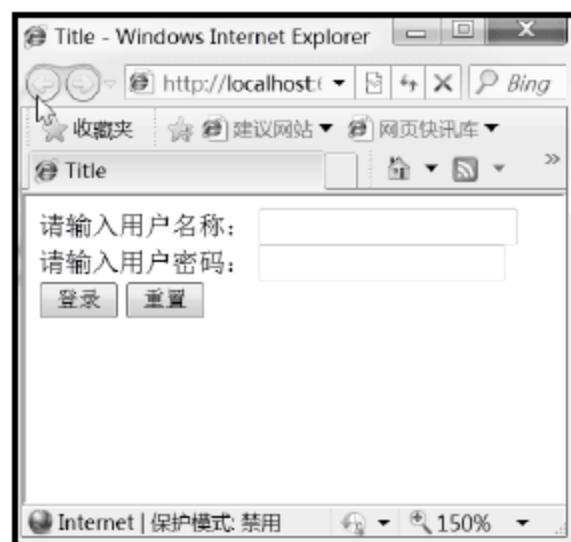 Title - Windows Internet Explorer
http://localhost:
Bing
收藏夹 建议网站 网页快讯库
Title
请输入用户名称：
请输入用户密码：
登录 重置
Internet | 保护模式: 禁用 150%